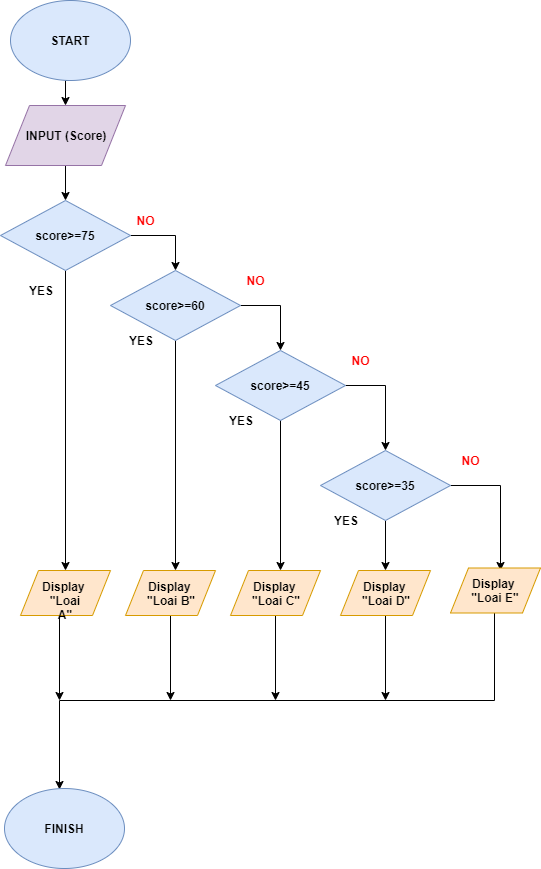 START
INPUT (Score)
score>=75
NO
YES
score>=60
NO
YES
score>=45
NO
YES
score>=35
NO
YES
Display
"Loai
A"
Display
"Loai B"
Display
"Loai C"
Display
"Loai D"
Display
"Loai E"
FINISH